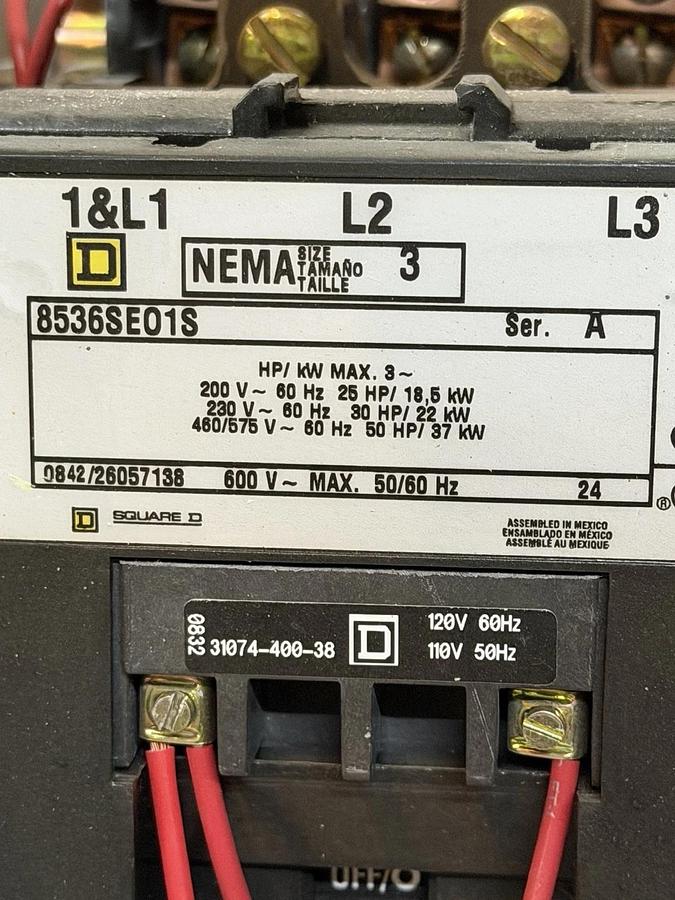 1&L1 L2 L3
D NEMA SIZE TAMAÑO TAILLE 3
8536SEO1S Ser. A
HP/ kW MAX. 3~
200 V~ 60 Hz 25 HP/ 18,5 kW
230 V~ 60 Hz 30 HP/ 22 kW
460/575 V~ 60 Hz 50 HP/ 37 kW
0842/26057138 600 V~ MAX. 50/60 Hz 24
D SQUARE D
ASSEMBLED IN MEXICO
ENSAMBLADO EN MÉXICO
ASSEMBLÉ AU MEXIQUE
®
0832 31074-400-38 D
120V 60Hz
110V 50Hz
OFF/O